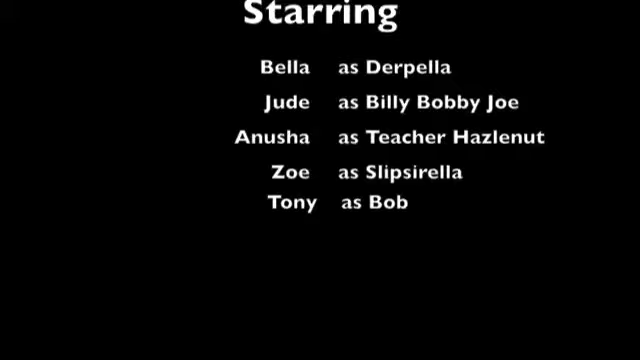 Starring
Bella as Derpella
Jude as Billy Bobby Joe
Anusha as Teacher Hazlenut
Zoe as Slipsirella
Tony as Bob